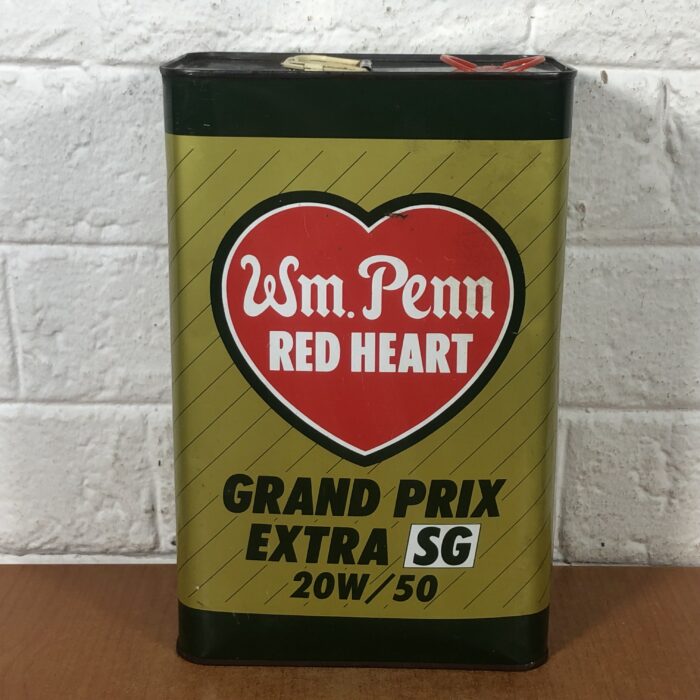 Wm. Penn
RED HEART
GRAND PRIX
EXTRA SG
20W/50